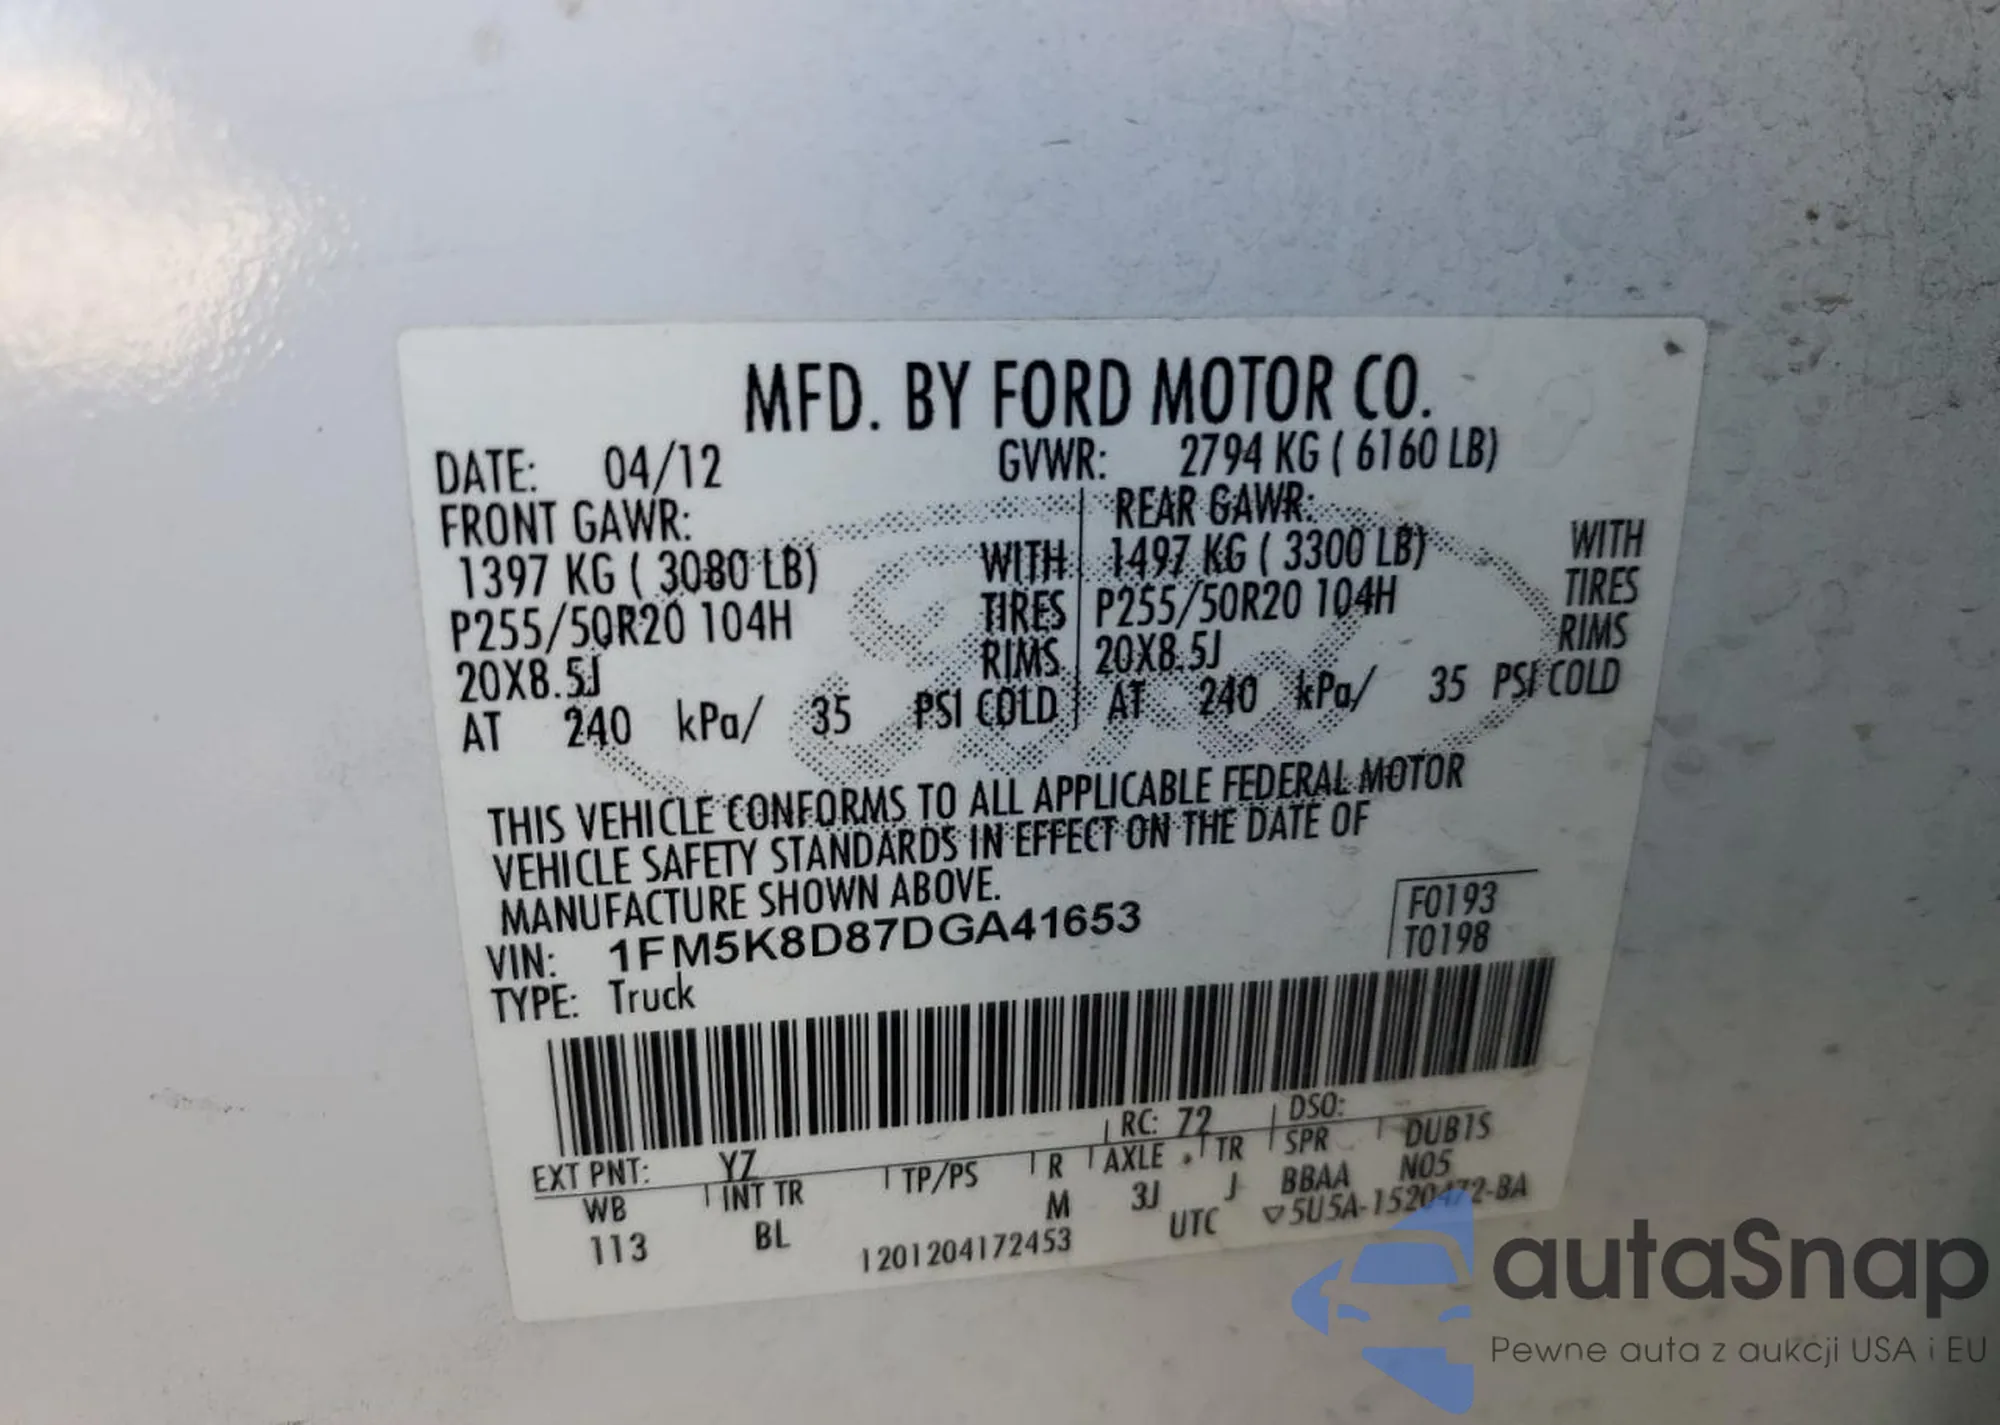 MFD. BY FORD MOTOR CO.
DATE: 04/12 GVWR: 2794 KG ( 6160 LB)
FRONT GAWR: REAR GAWR:
1397 KG ( 3080 LB) WITH 1497 KG ( 3300 LB) WITH
P255/50R20 104H TIRES P255/50R20 104H TIRES
20X8.5J RIMS 20X8.5J RIMS
AT 240 kPa/ 35 PSI COLD AT 240 kPa/ 35 PSI COLD
THIS VEHICLE CONFORMS TO ALL APPLICABLE FEDERAL MOTOR
VEHICLE SAFETY STANDARDS IN EFFECT ON THE DATE OF
MANUFACTURE SHOWN ABOVE.
F0193
VIN: 1FM5K8D87DGA41653
T0198
TYPE: Truck
EXT PNT: YZ RC: 72 DSO:
WB INT TR TP/PS R AXLE TR SPR DUB1S
113 BL M 3J J BBAA N05
1201204172453 UTC ▽5U5A-1520472-BA
autaSnap
Pewne auta z aukcji USA i EU